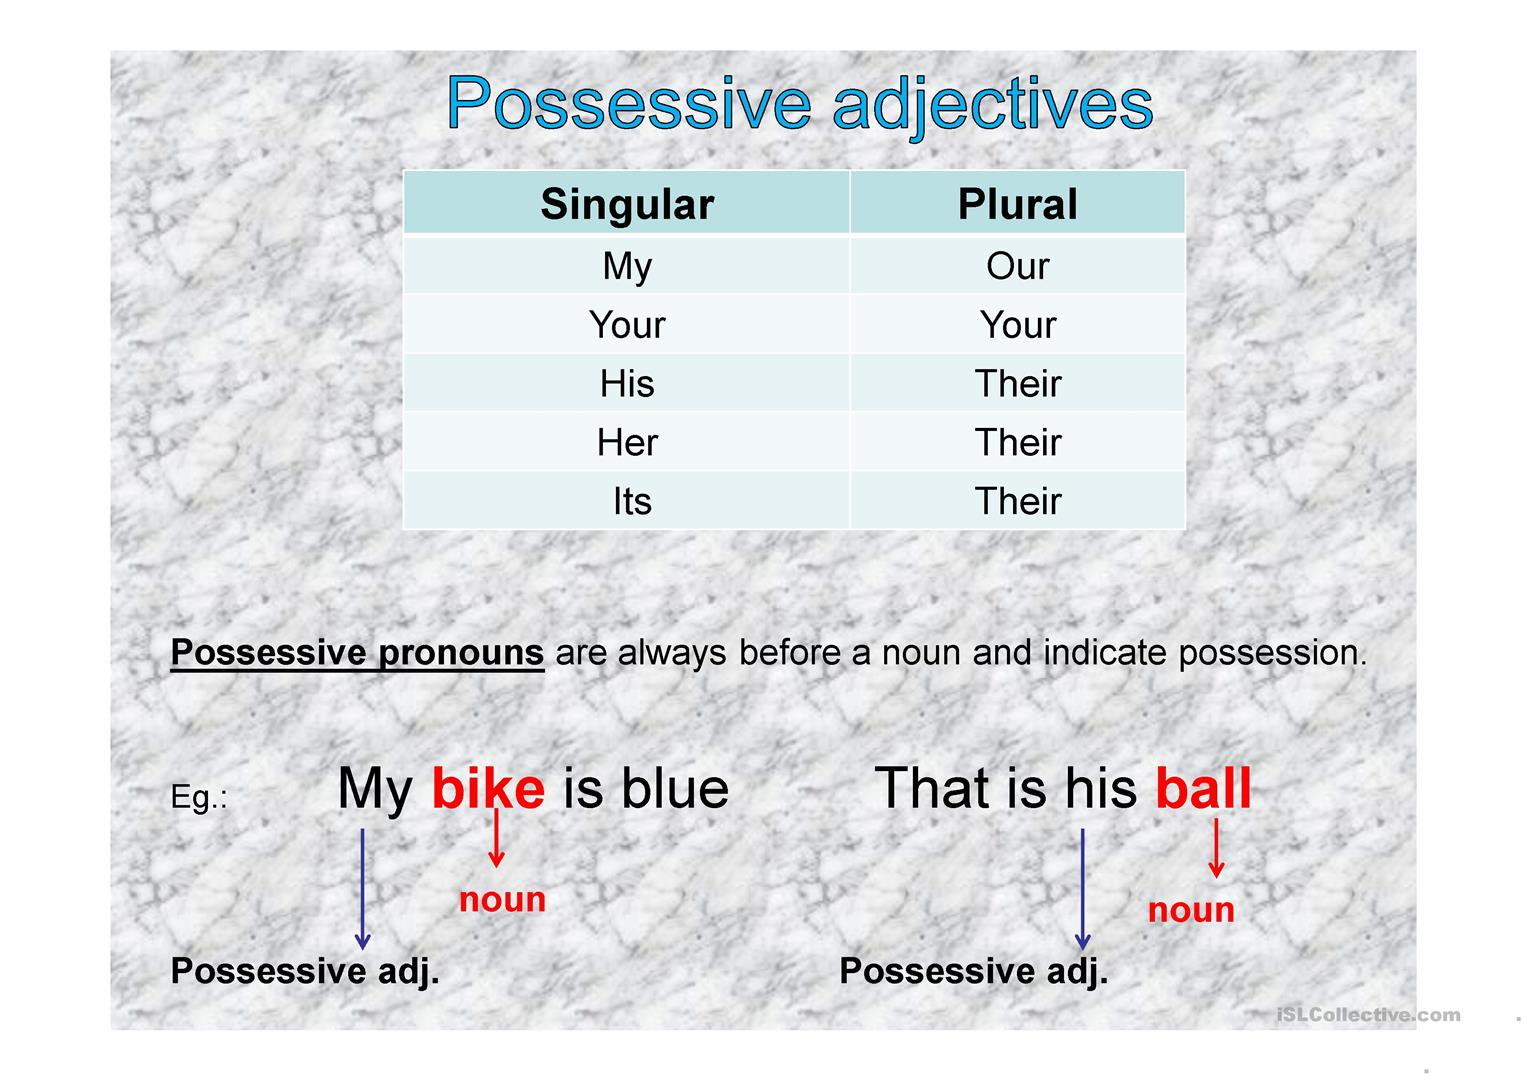 Possessive adjectives
Singular Plural
My Our
Your Your
His Their
Her Their
Its Their
Possessive pronouns are always before a noun and indicate possession.
Eg.: My bike is blue That is his ball
noun noun
Possessive adj. Possessive adj.
iSLCollective.com